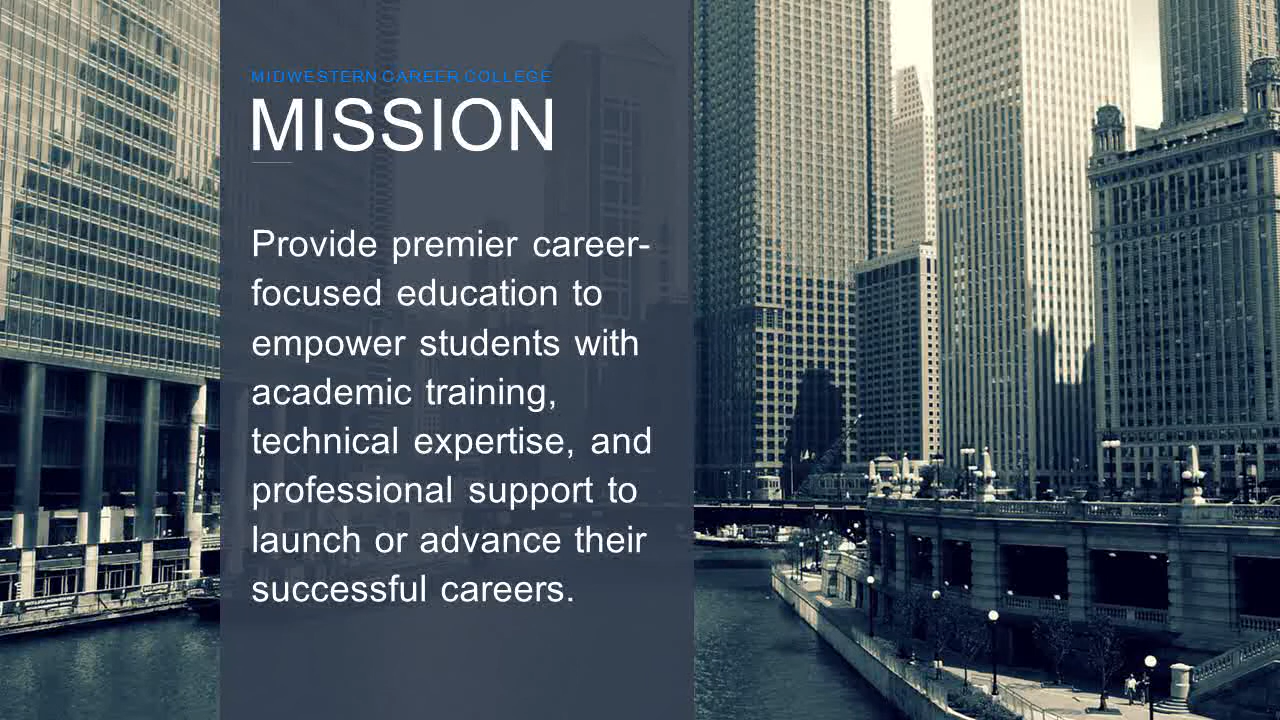 MIDWESTERN CAREER COLLEGE
MISSION
Provide premier career-
focused education to
empower students with
academic training,
technical expertise, and
professional support to
launch or advance their
successful careers.
TRUMP